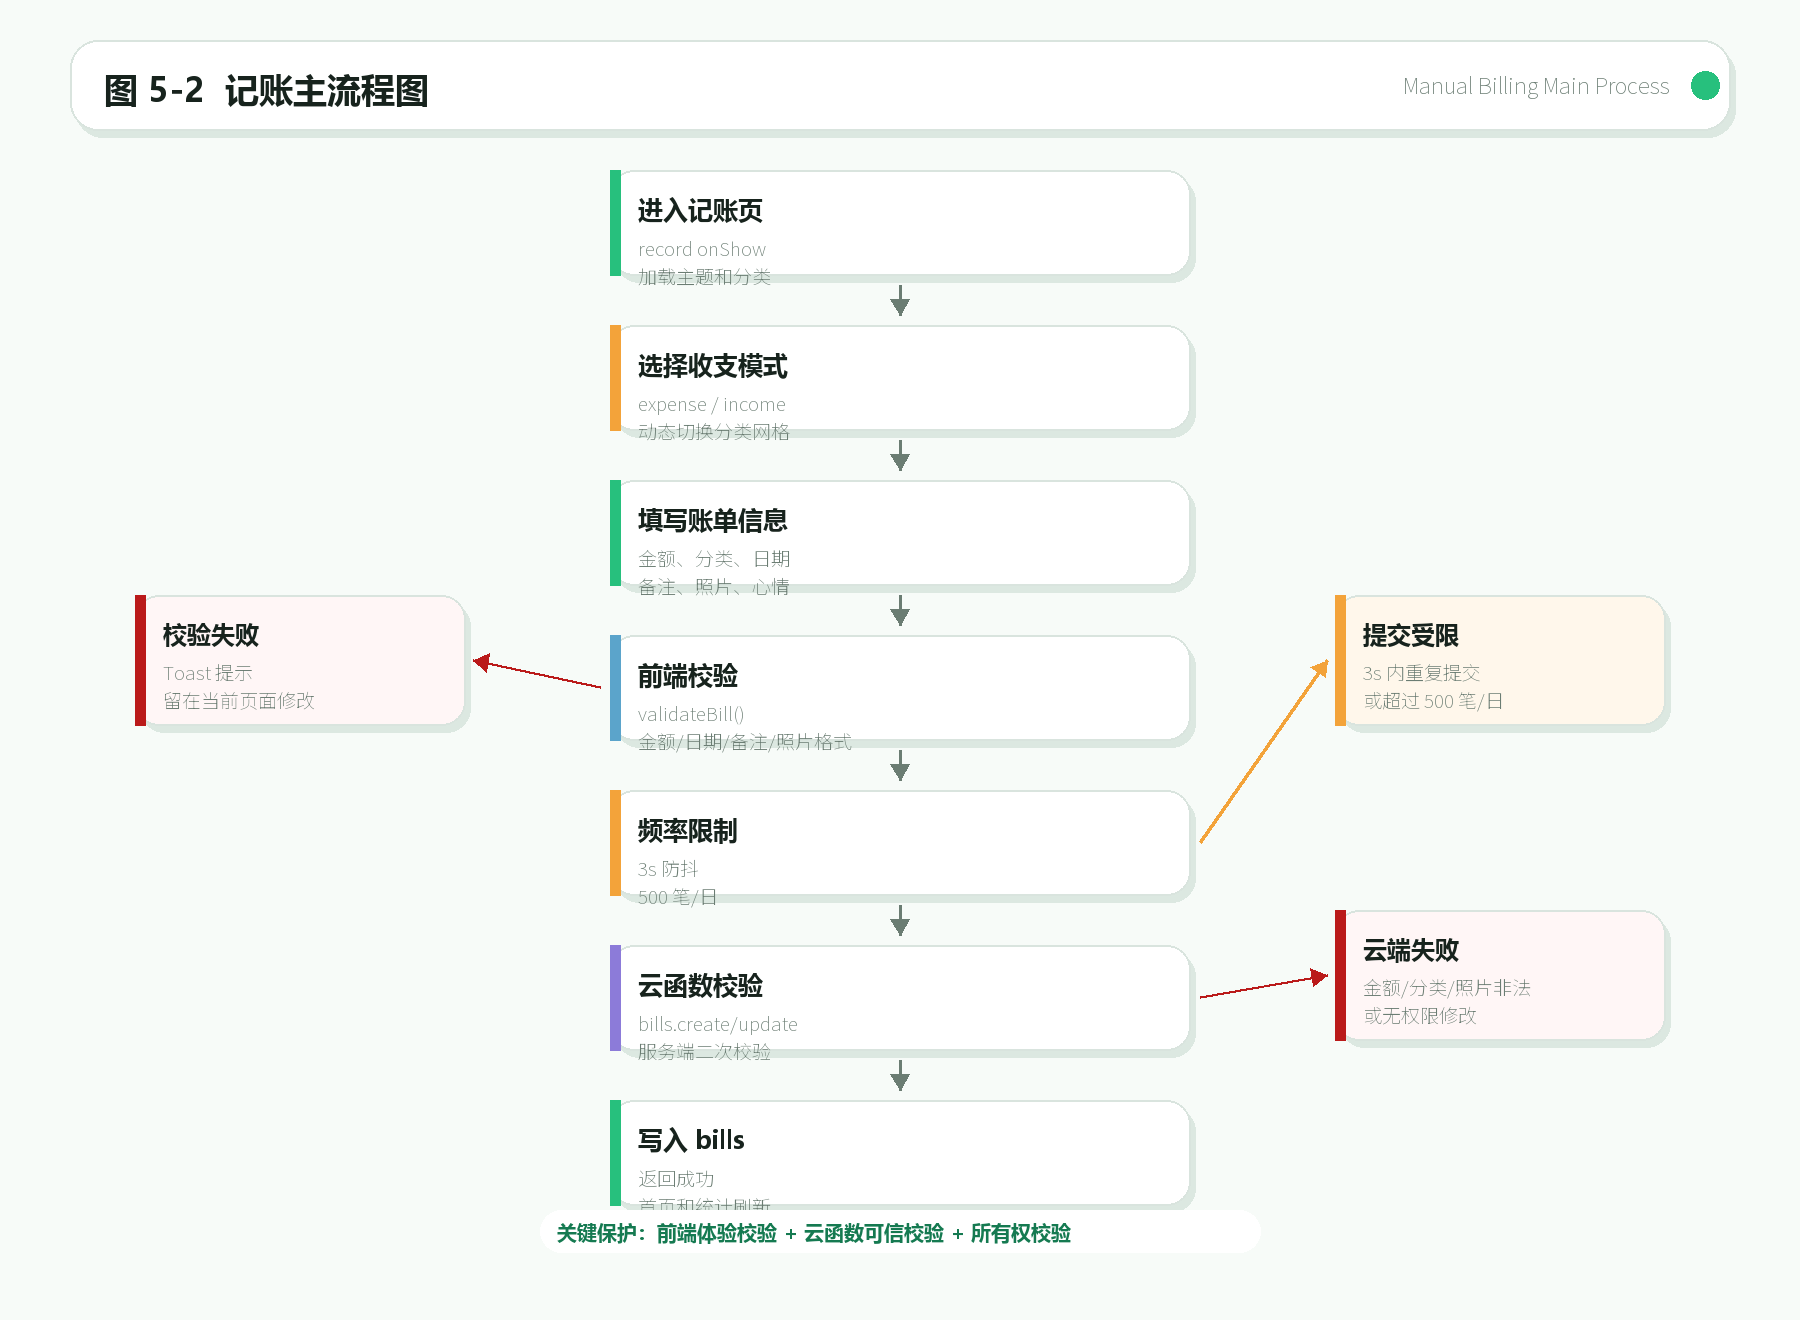 图 5-2 记账主流程图
Manual Billing Main Process
进入记账页
record onShow
加载主题和分类
选择收支模式
expense / income
动态切换分类网格
填写账单信息
金额、分类、日期
备注、照片、心情
校验失败
Toast 提示
留在当前页面修改
提交受限
3s 内重复提交
或超过 500 笔/日
前端校验
validateBill()
金额/日期/备注/照片格式
频率限制
3s 防抖
500 笔/日
云函数校验
bills.create/update
服务端二次校验
云端失败
金额/分类/照片非法
或无权限修改
写入 bills
返回成功
首页和统计刷新
关键保护：前端体验校验 + 云函数可信校验 + 所有权校验